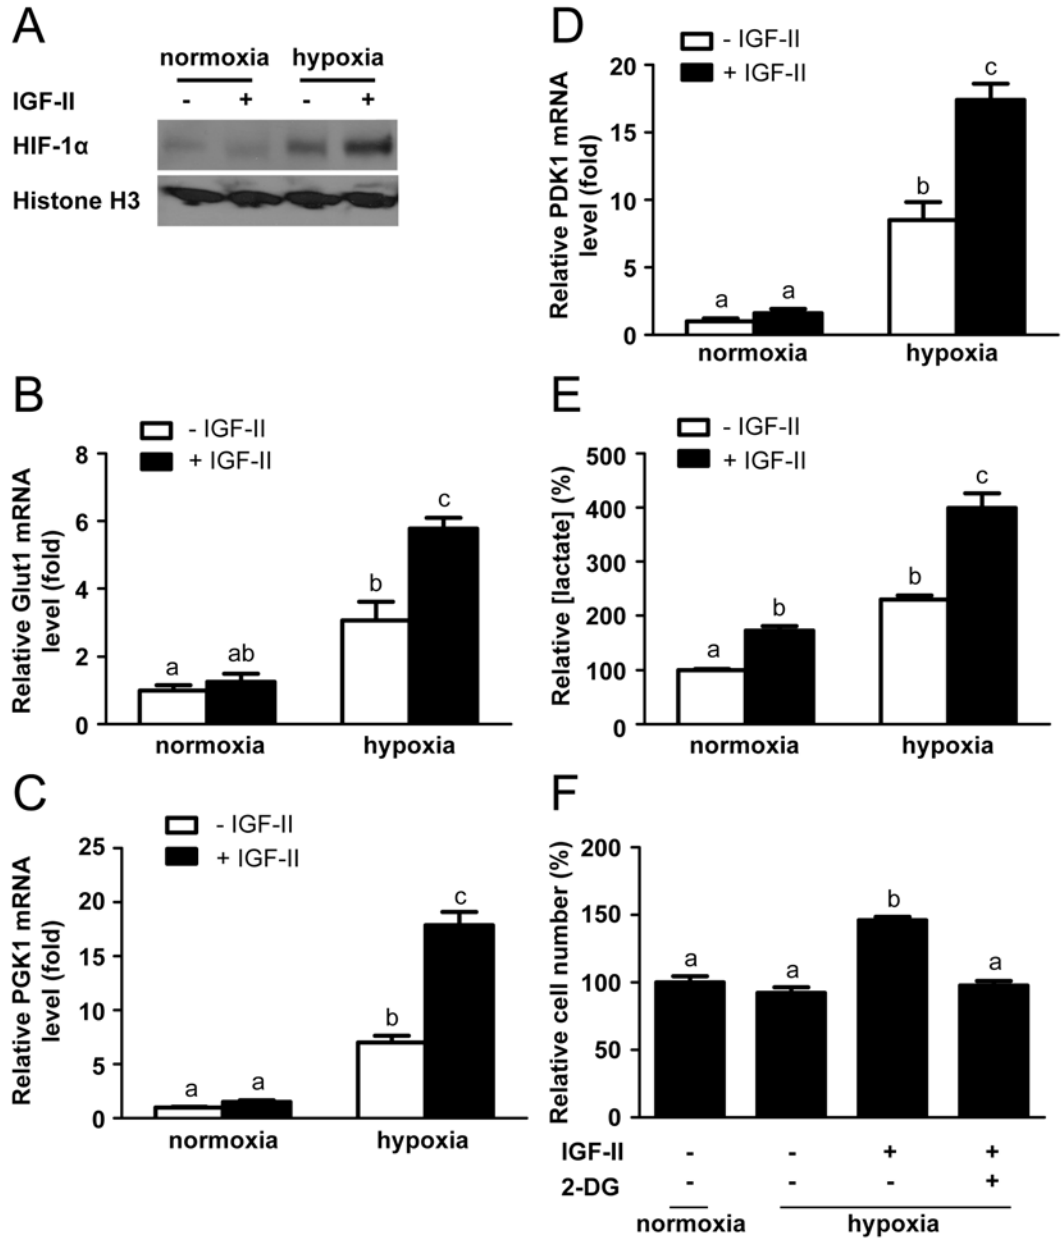 A
normoxia hypoxia
IGF-II - + - +
HIF-1α
Histone H3
B
- IGF-II
+ IGF-II
Relative Glut1 mRNA
level (fold)
8
6
4
2
0
a ab b c
normoxia hypoxia
C
- IGF-II
+ IGF-II
Relative PGK1 mRNA
level (fold)
25
20
15
10
5
0
a a b c
normoxia hypoxia
D
- IGF-II
+ IGF-II
Relative PDK1 mRNA
level (fold)
20
15
10
5
0
a a b c
normoxia hypoxia
E
- IGF-II
+ IGF-II
Relative [lactate] (%)
500
400
300
200
100
0
a b b c
normoxia hypoxia
F
Relative cell number (%)
200
150
100
50
0
a a b a
IGF-II - - + +
2-DG - - - +
normoxia hypoxia